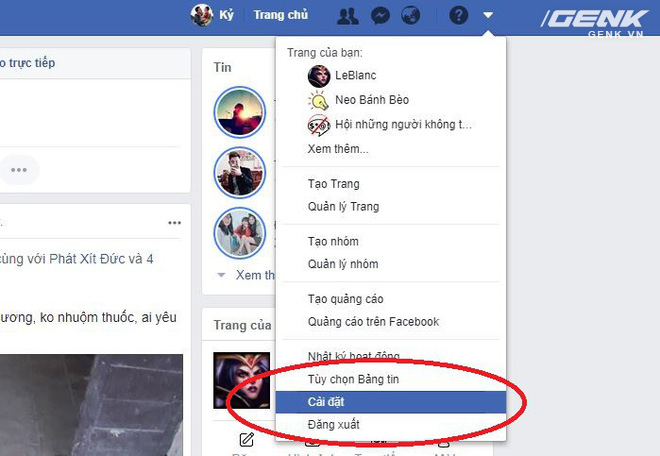 Kỷ
Trang chủ
GENK
GENK.VN
o trực tiếp
Tin
Trang của bạn:
LeBlanc
Neo Bánh Bèo
Hội những người không t...
Xem thêm...
Tạo Trang
Quản lý Trang
Tạo nhóm
Quản lý nhóm
Tạo quảng cáo
Quảng cáo trên Facebook
Nhật ký hoạt động
Tùy chọn Bảng tin
Cài đặt
Đăng xuất
cùng với Phát Xít Đức và 4
ương, ko nhuộm thuốc, ai yêu
Xem th
Trang của